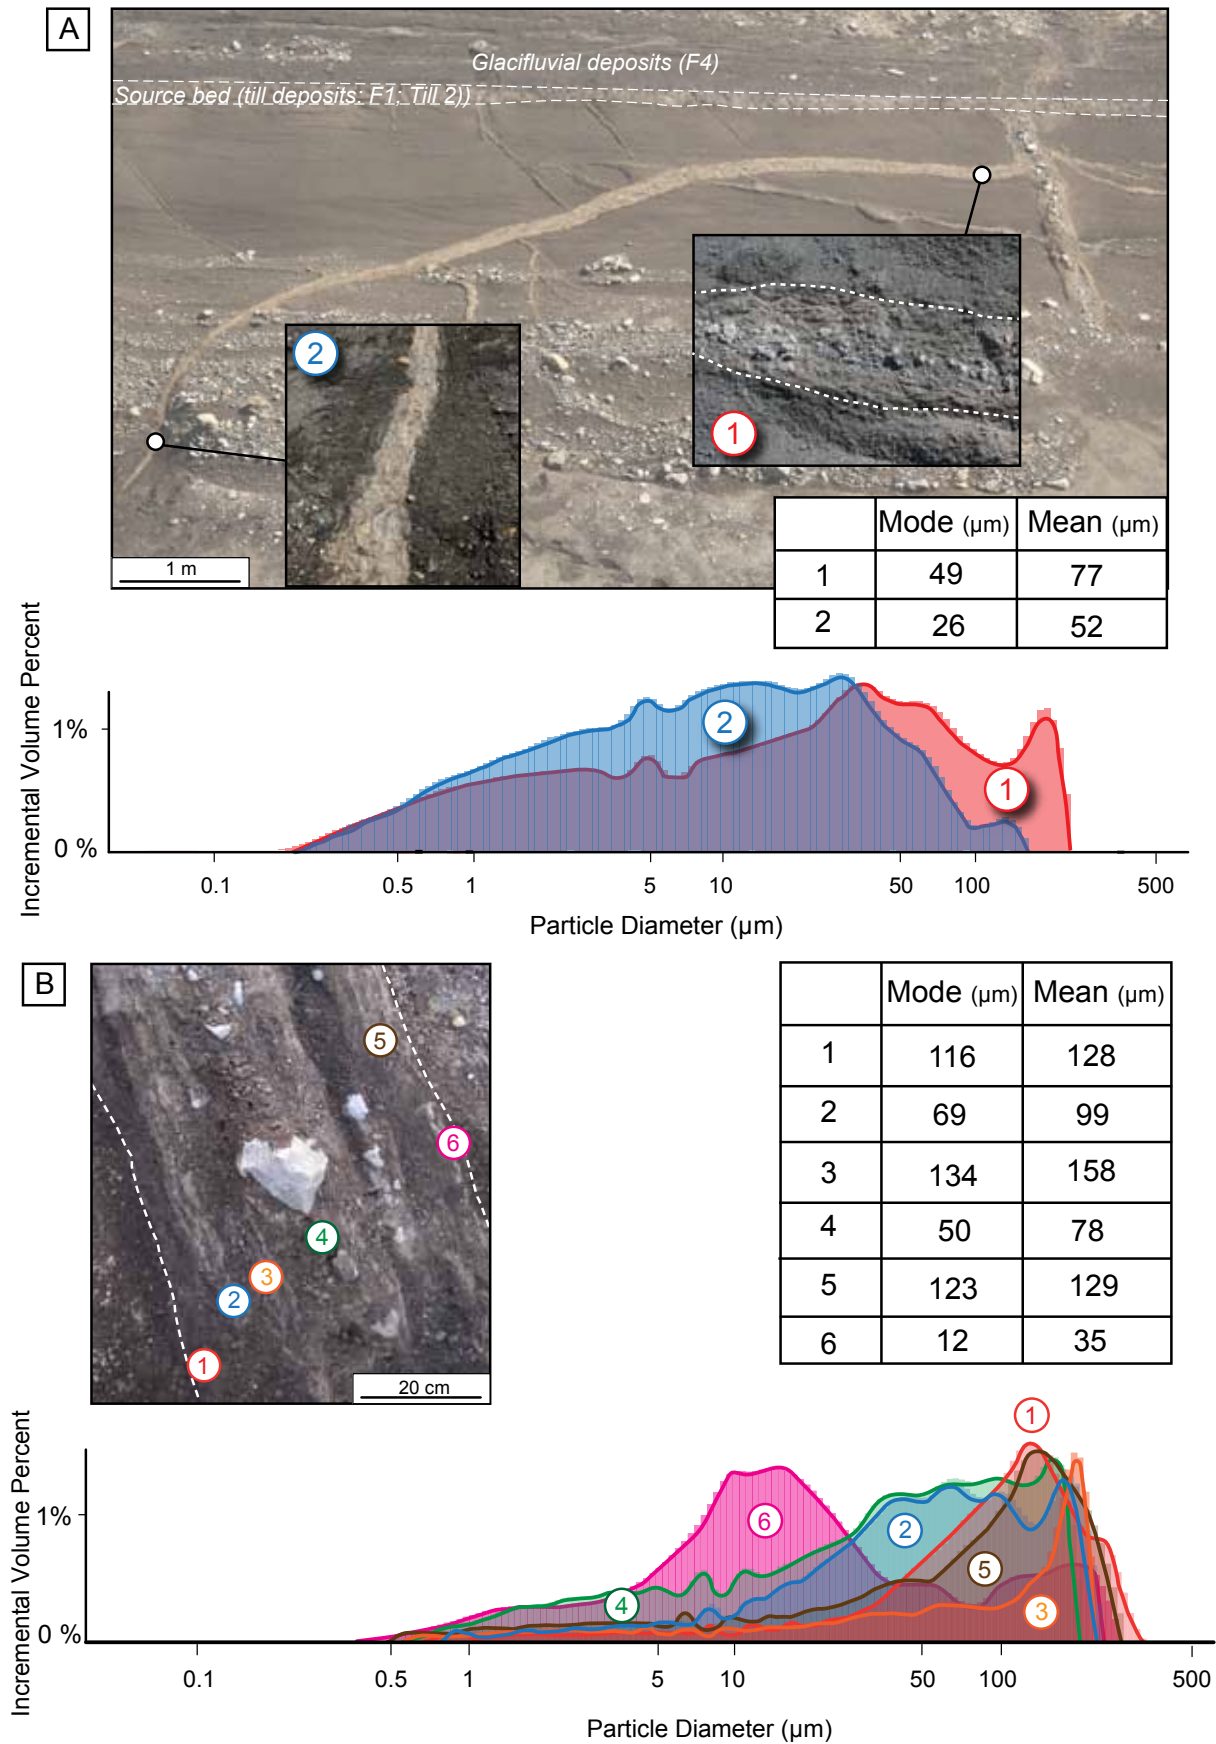 A
Glacifluvial deposits (F4)
Source bed (till deposits: F1; Till 2))
2
1
1 m
Mode (µm) Mean (µm)
1 49 77
2 26 52
Incremental Volume Percent
1%
0 %
2
1
0.1 0.5 1 5 10 50 100 500
Particle Diameter (µm)
B
5
6
4
3
2
1
20 cm
Mode (µm) Mean (µm)
1 116 128
2 69 99
3 134 158
4 50 78
5 123 129
6 12 35
Incremental Volume Percent
1%
0 %
1
6
2
5
4
3
0.1 0.5 1 5 10 50 100 500
Particle Diameter (µm)